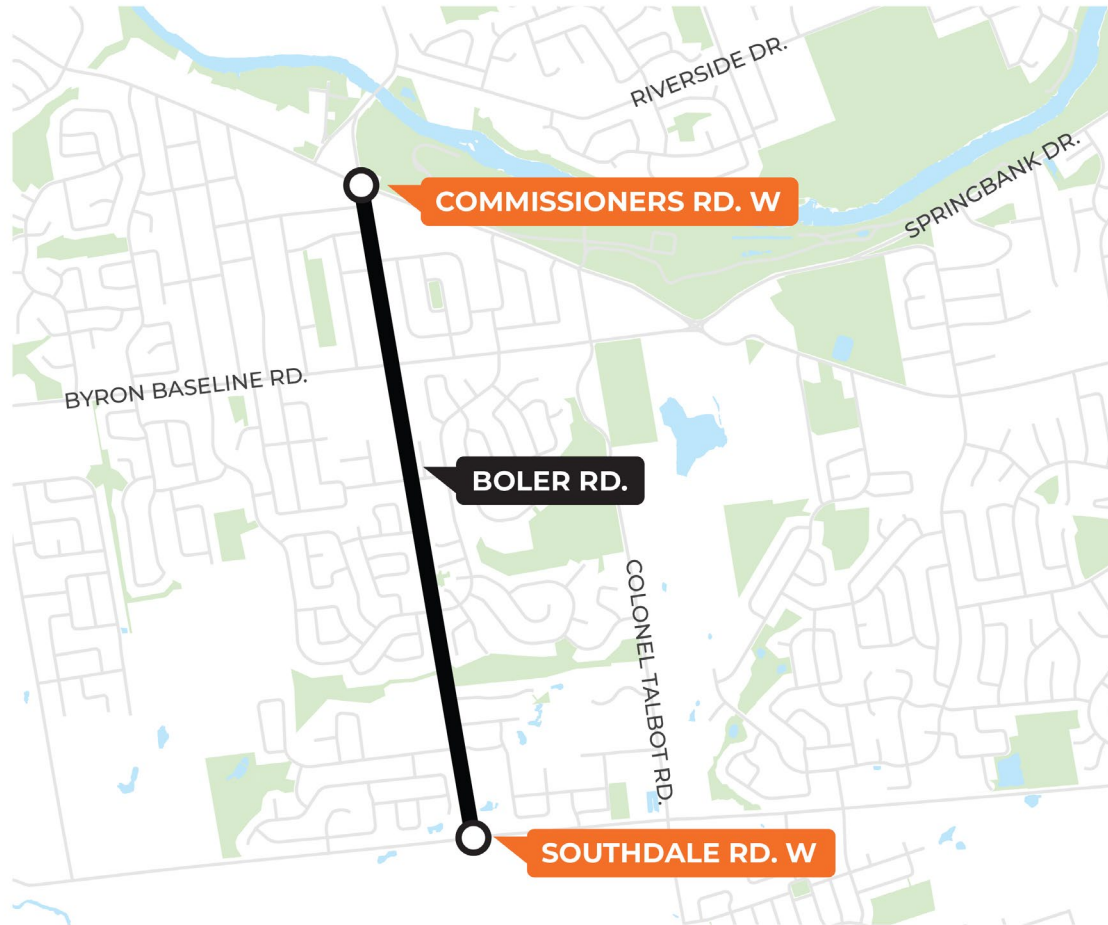 RIVERSIDE DR.
SPRINGBANK DR.
COMMISSIONERS RD. W
BYRON BASELINE RD.
BOLER RD.
COLONEL TALBOT RD.
SOUTHDALE RD. W